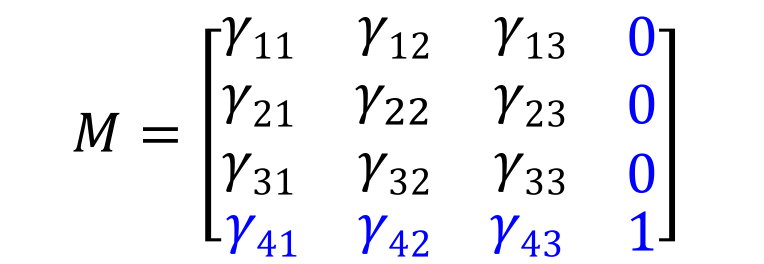 γ₁₁ γ₁₂ γ₁₃ 0
γ₂₁ γ₂₂ γ₂₃ 0
M = 
γ₃₁ γ₃₂ γ₃₃ 0
γ₄₁ γ₄₂ γ₄₃ 1